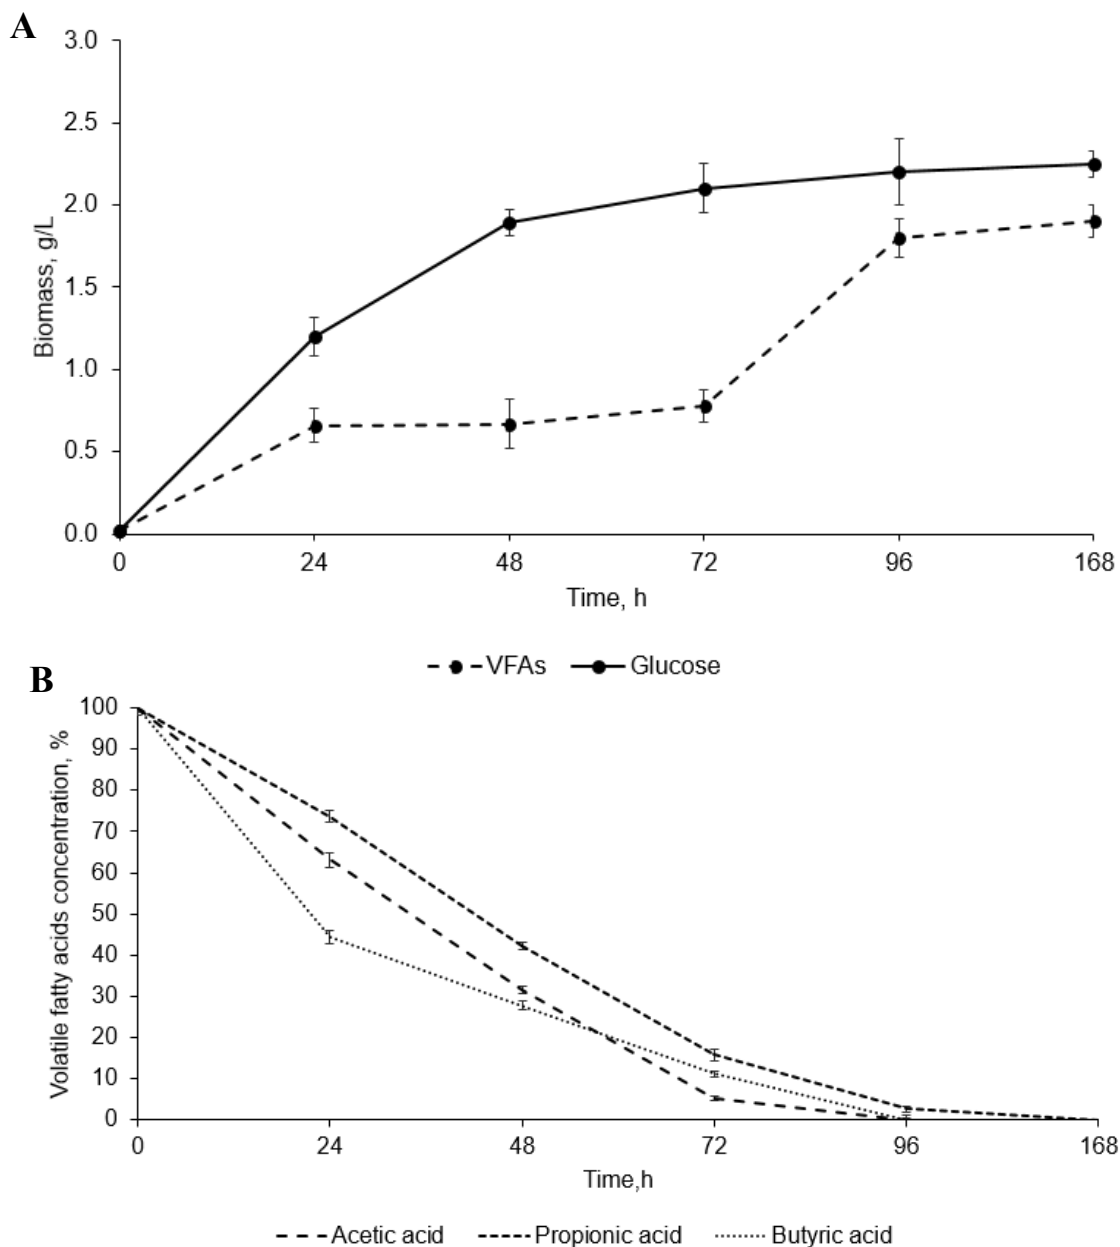 A
3.0
2.5
2.0
1.5
1.0
0.5
0.0
Biomass, g/L
0 24 48 72 96 168
Time, h
VFAs Glucose
B
100
90
80
70
60
50
40
30
20
10
0
Volatile fatty acids concentration, %
0 24 48 72 96 168
Time,h
Acetic acid Propionic acid Butyric acid